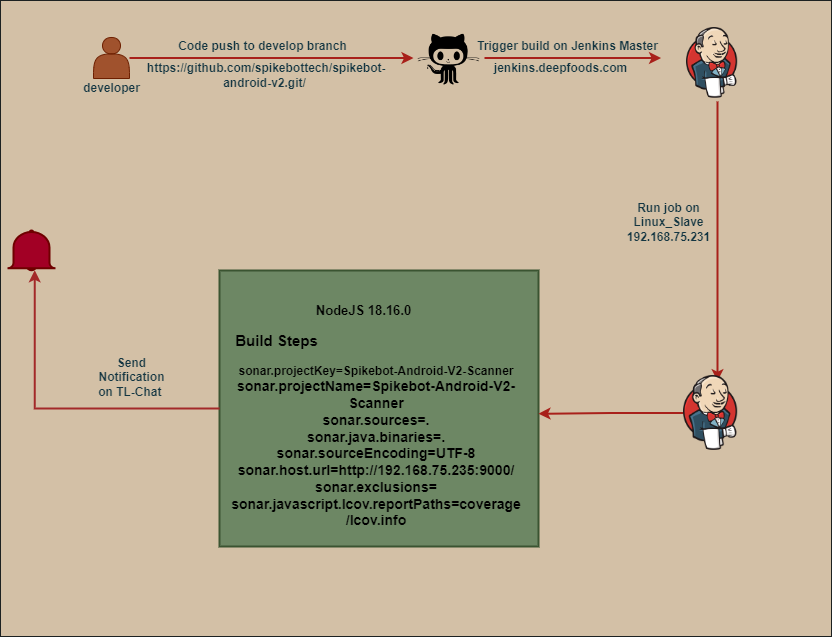 Code push to develop branch
https://github.com/spikebottech/spikebot-
android-v2.git/
developer
Trigger build on Jenkins Master
jenkins.deepfoods.com
Run job on
Linux_Slave
192.168.75.231
NodeJS 18.16.0
Build Steps
sonar.projectKey=Spikebot-Android-V2-Scanner
sonar.projectName=Spikebot-Android-V2-
Scanner
sonar.sources=.
sonar.java.binaries=.
sonar.sourceEncoding=UTF-8
sonar.host.url=http://192.168.75.235:9000/
sonar.exclusions=
sonar.javascript.lcov.reportPaths=coverage
/lcov.info
Send
Notification
on TL-Chat